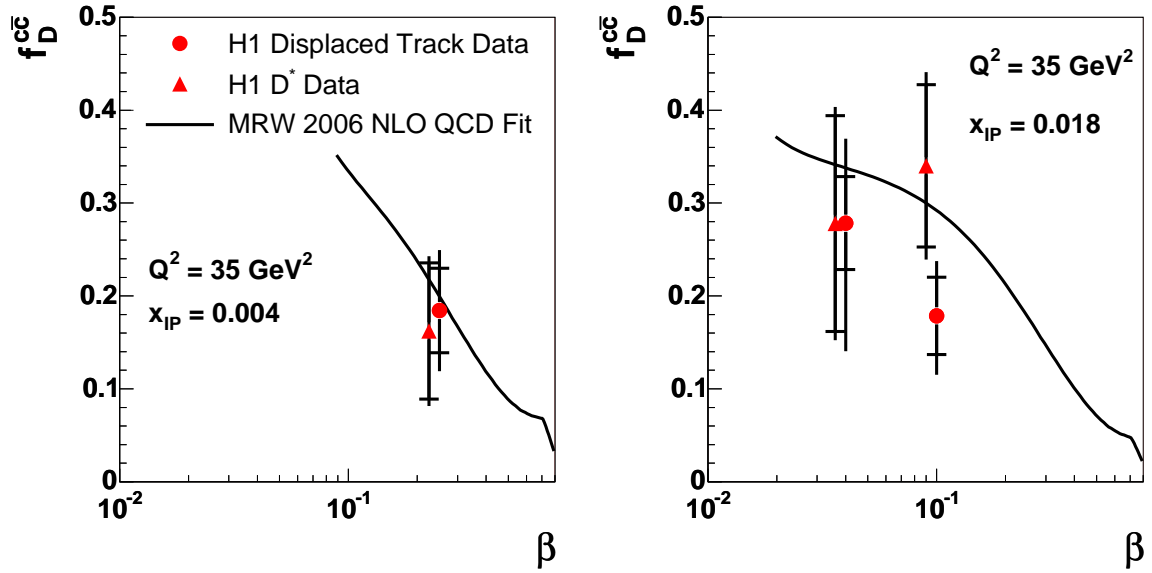 f_D^{cc̄}
0.5
0.4
0.3
0.2
0.1
0
H1 Displaced Track Data
H1 D^* Data
MRW 2006 NLO QCD Fit
Q² = 35 GeV²
x_IP = 0.004
10⁻²
10⁻¹
β
f_D^{cc̄}
0.5
0.4
0.3
0.2
0.1
0
Q² = 35 GeV²
x_IP = 0.018
10⁻²
10⁻¹
β